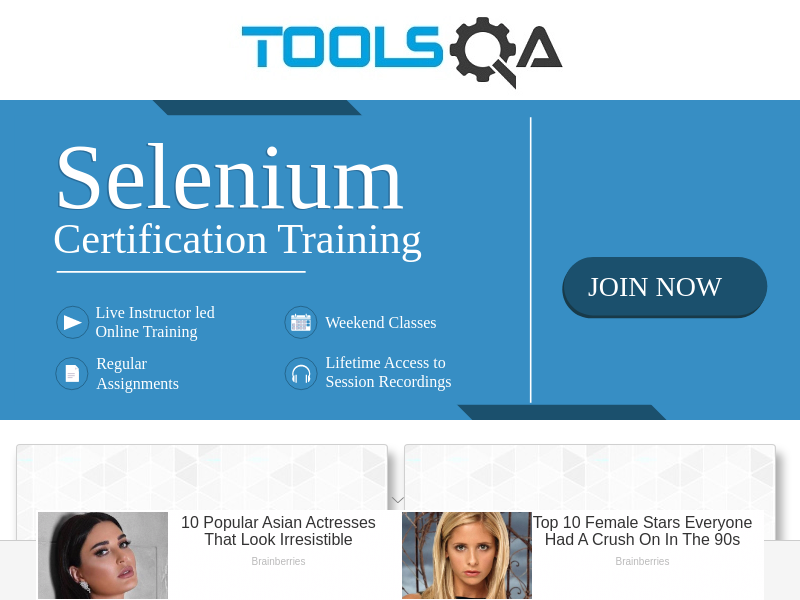 TOOLSQA
Selenium
Certification Training
JOIN NOW
Live Instructor led
Online Training
Weekend Classes
Regular
Assignments
Lifetime Access to
Session Recordings
10 Popular Asian Actresses
That Look Irresistible
Brainberries
Top 10 Female Stars Everyone
Had A Crush On In The 90s
Brainberries